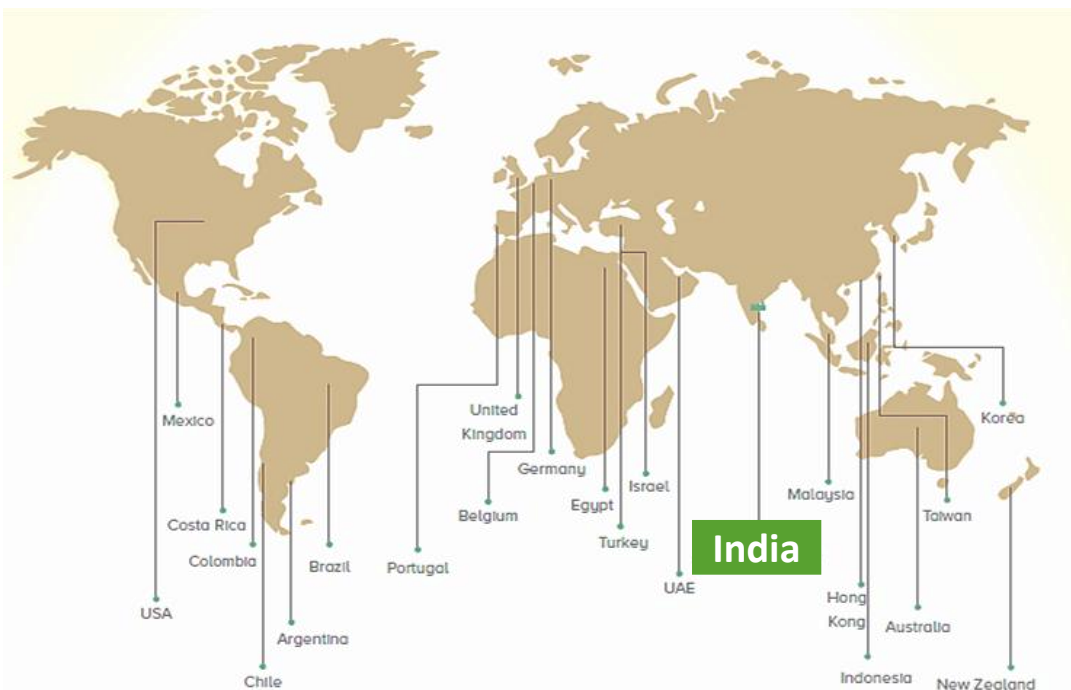 Mexico
United
Kingdom
Korea
Germany
Israel
Malaysia
Egypt
Belgium
Taiwan
Costa Rica
Turkey
India
Colombia
Brazil
Portugal
UAE
Hong
Kong
USA
Australia
Argentina
Indonesia
Chile
New Zealand